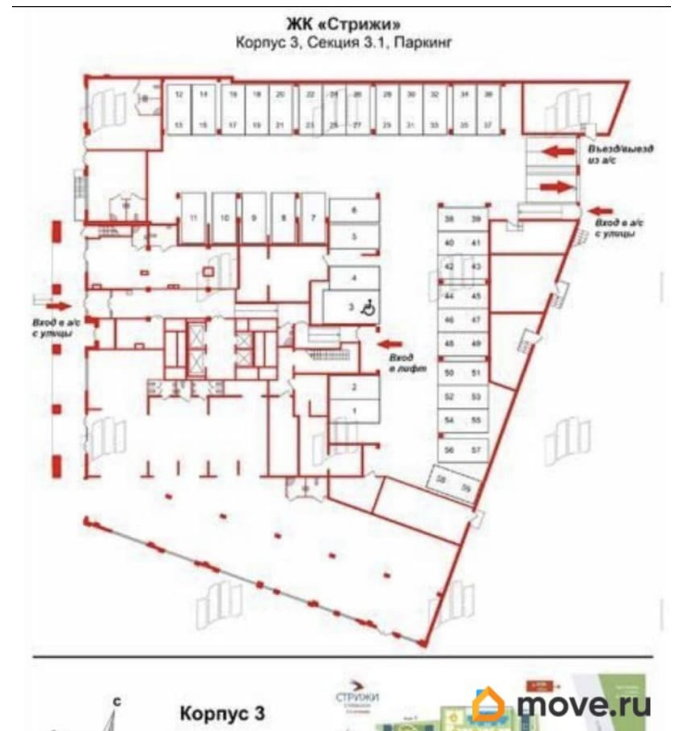 ЖК «Стрижи»
Корпус 3, Секция 3.1, Паркинг
12 14 16 18 20 22 24 26 28 30 32 34 36
13 15 17 19 21 23 25 27 29 31 33 35 37
Въезд/выезд
из а/с
11 10 9 8 7 6
5
38 39
Вход в а/с
с улицы
40 41
4
42 43
3
44 45
Вход в а/с
с улицы
46 47
Вход
в лифт
48 49
2
50 51
1
52 53
54 55
56 57
58 59
С
Корпус 3
СТРИЖИ
move.ru